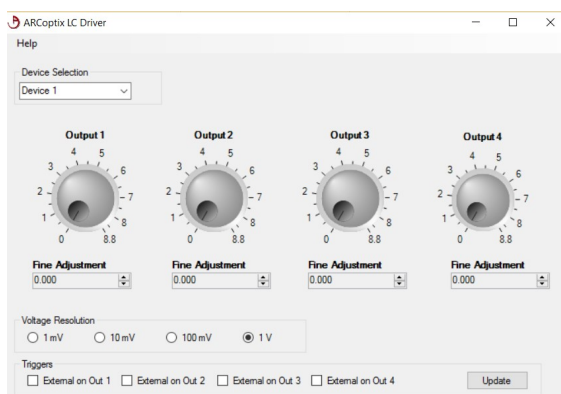 ARCoptix LC Driver
Help
Device Selection
Device 1
Output 1
0 1 2 3 4 5 6 7 8 8.8
Fine Adjustment
0.000
Output 2
0 1 2 3 4 5 6 7 8 8.8
Fine Adjustment
0.000
Output 3
0 1 2 3 4 5 6 7 8 8.8
Fine Adjustment
0.000
Output 4
0 1 2 3 4 5 6 7 8 8.8
Fine Adjustment
0.000
Voltage Resolution
1 mV 10 mV 100 mV 1 V
Triggers
External on Out 1 External on Out 2 External on Out 3 External on Out 4 Update